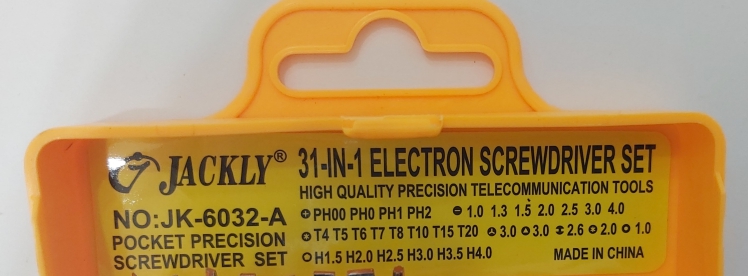 JACKLY® 31-IN-1 ELECTRON SCREWDRIVER SET
HIGH QUALITY PRECISION TELECOMMUNICATION TOOLS
NO:JK-6032-A
POCKET PRECISION
SCREWDRIVER SET
PH00 PH0 PH1 PH2 1.0 1.3 1.5 2.0 2.5 3.0 4.0
T4 T5 T6 T7 T8 T10 T15 T20 3.0 3.0 2.6 2.0 1.0
H1.5 H2.0 H2.5 H3.0 H3.5 H4.0 MADE IN CHINA